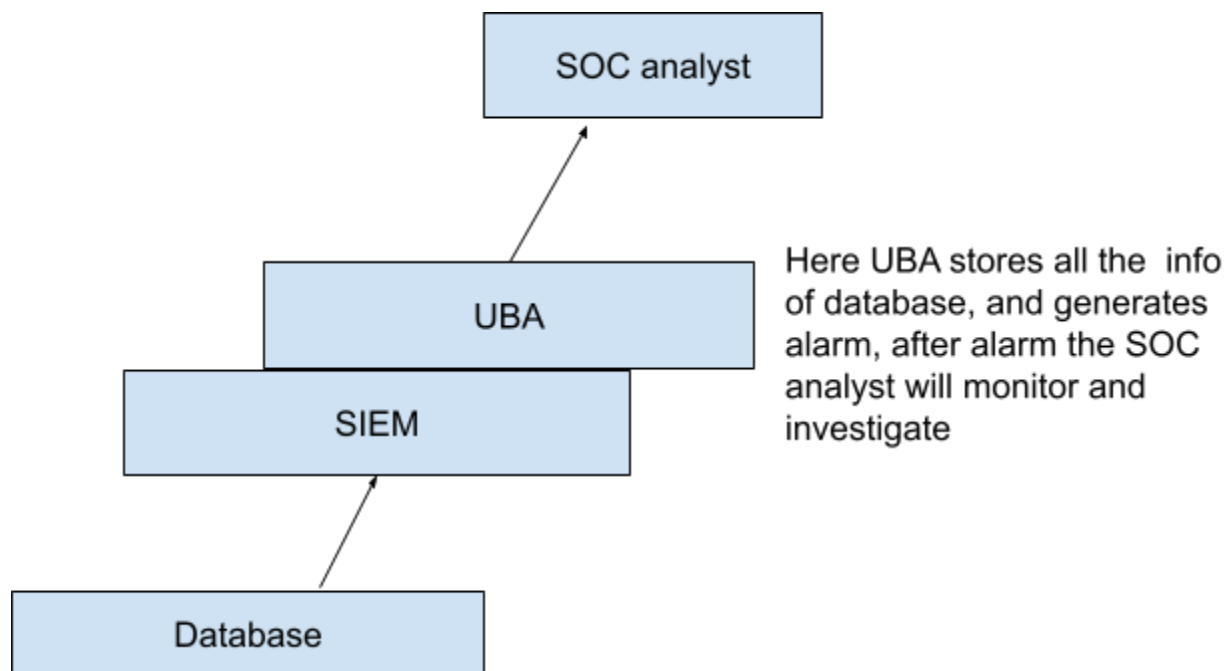 SOC analyst
UBA
Here UBA stores all the  info
of database, and generates
alarm, after alarm the SOC
analyst will monitor and
investigate
SIEM
Database